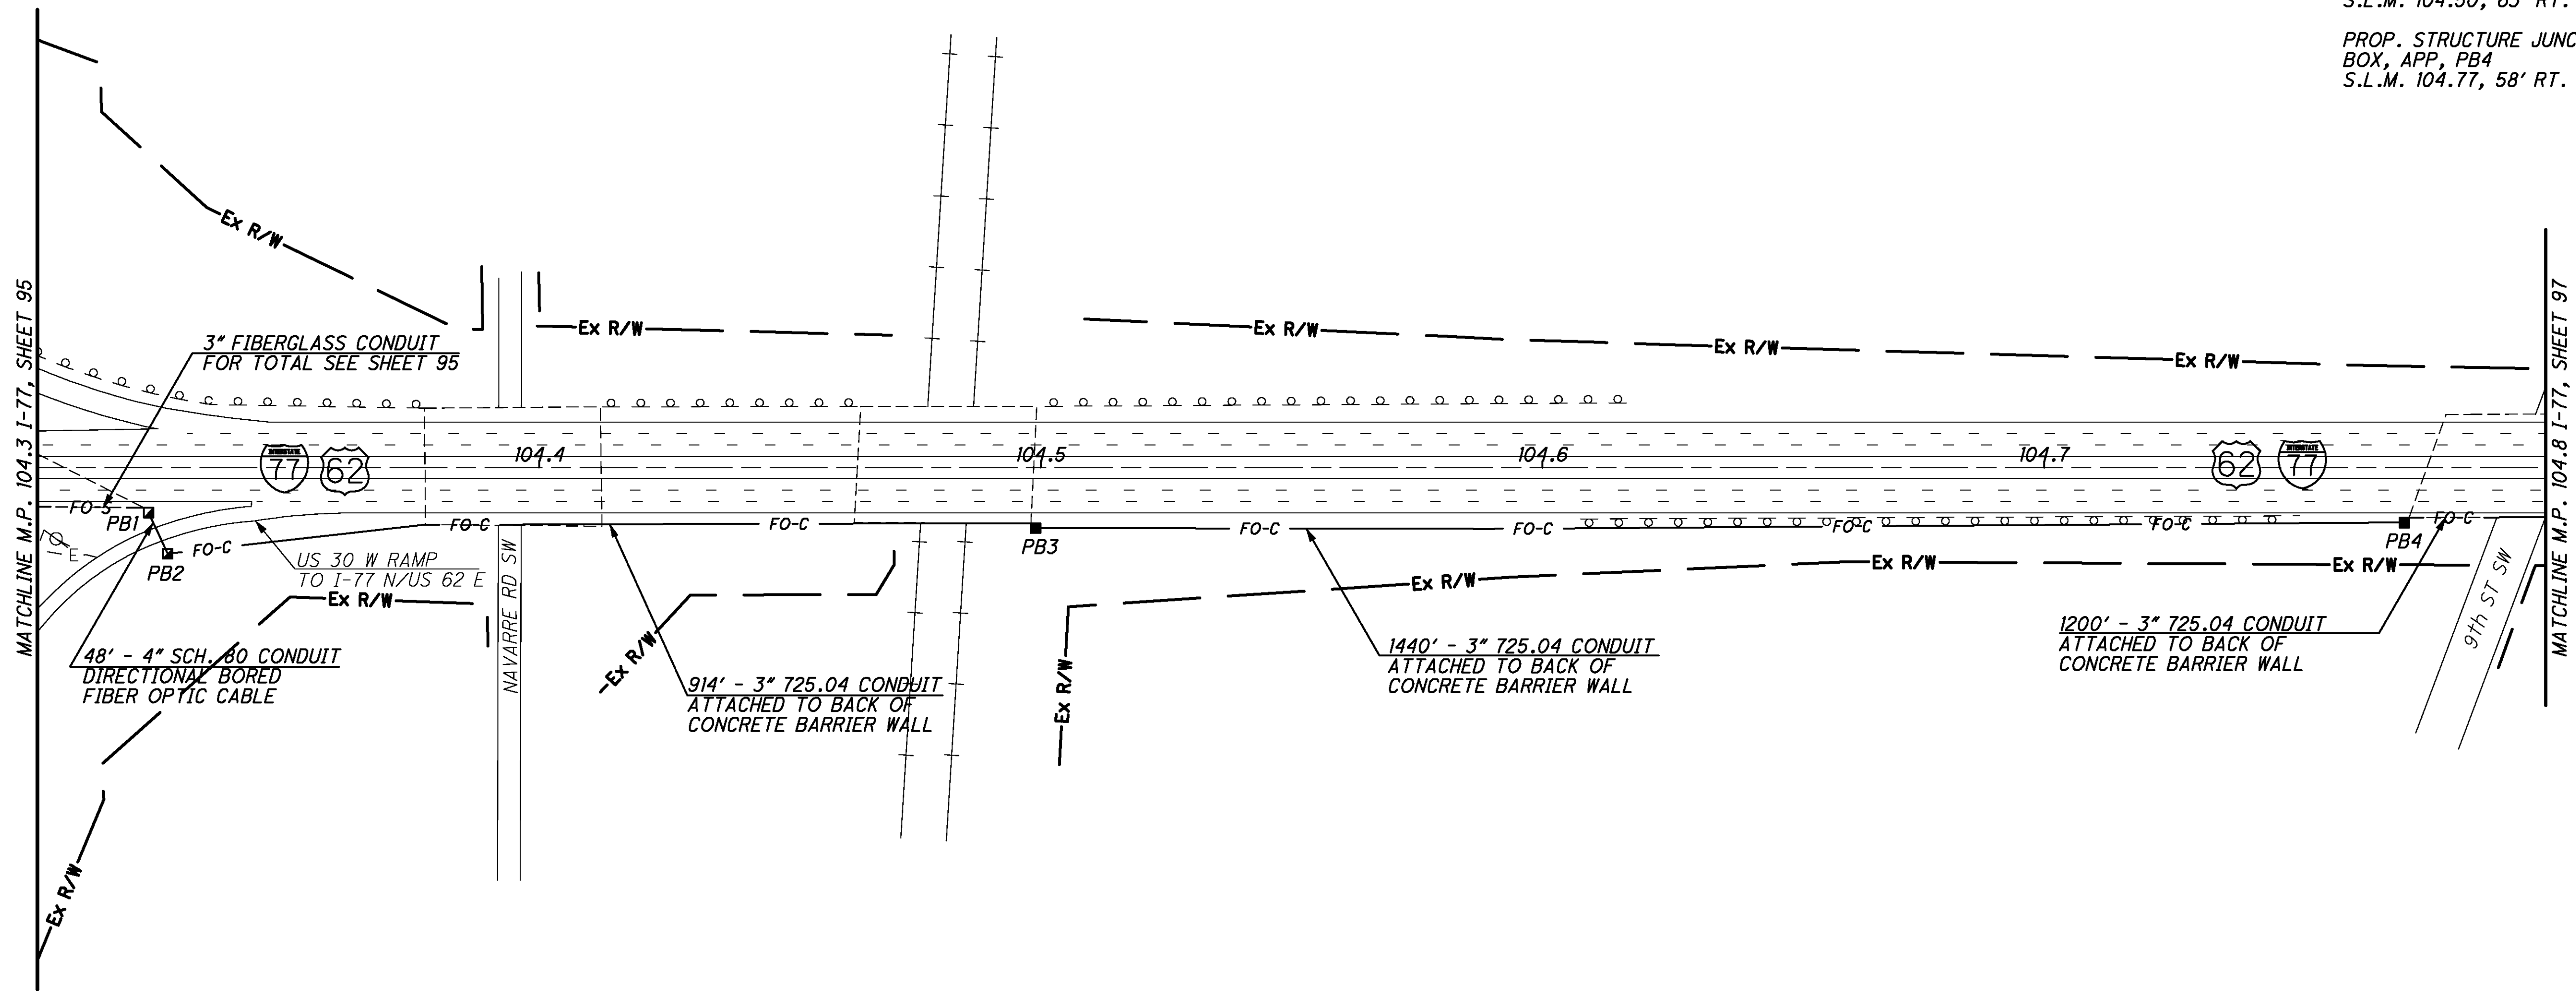 S.L.M. 104.50, 65' RT.
PROP. STRUCTURE JUNC
BOX, APP, PB4
S.L.M. 104.77, 58' RT.
MATCHLINE M.P. 104.3 I-77, SHEET 95
Ex R/W
Ex R/W
Ex R/W
Ex R/W
Ex R/W
3" FIBERGLASS CONDUIT
FOR TOTAL SEE SHEET 95
INTERSTATE
77
62
104.4
104.5
104.6
104.7
62
INTERSTATE
77
MATCHLINE M.P. 104.8 I-77, SHEET 97
FO-S
PB1
E
PB2
FO-C
FO-C
FO-C
PB3
FO-C
FO-C
FO-C
FO-C
PB4
FO-C
US 30 W RAMP
TO I-77 N/US 62 E
NAVARRE RD SW
9th ST SW
Ex R/W
Ex R/W
Ex R/W
Ex R/W
Ex R/W
Ex R/W
Ex R/W
48' - 4" SCH. 80 CONDUIT
DIRECTIONAL BORED
FIBER OPTIC CABLE
914' - 3" 725.04 CONDUIT
ATTACHED TO BACK OF
CONCRETE BARRIER WALL
1440' - 3" 725.04 CONDUIT
ATTACHED TO BACK OF
CONCRETE BARRIER WALL
1200' - 3" 725.04 CONDUIT
ATTACHED TO BACK OF
CONCRETE BARRIER WALL